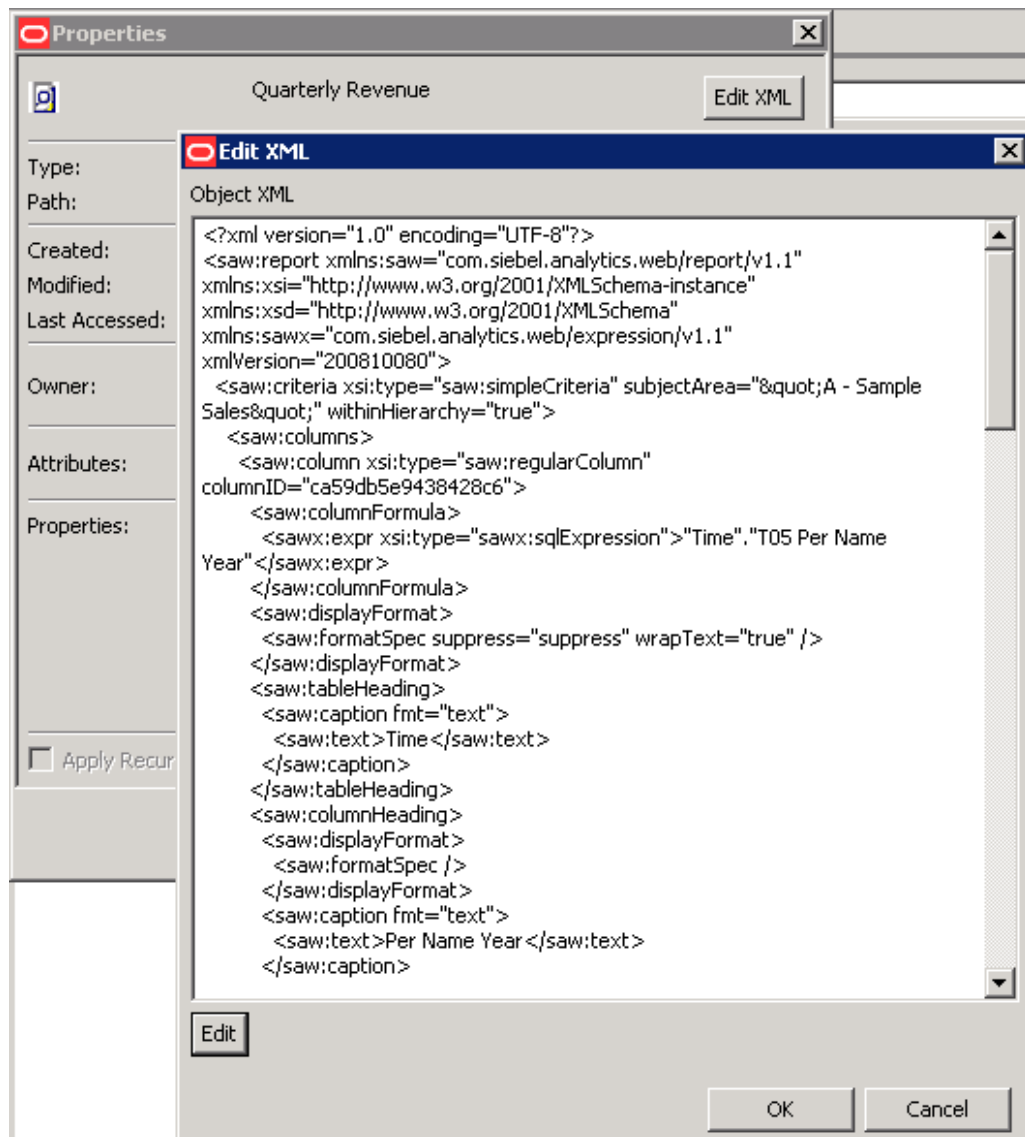 Properties
Quarterly Revenue
Edit XML
Type:
Path:
Created:
Modified:
Last Accessed:
Owner:
Attributes:
Properties:
Apply Recur
Edit XML
Object XML
<?xml version="1.0" encoding="UTF-8"?>
<saw:report xmlns:saw="com.siebel.analytics.web/report/v1.1"
xmlns:xsi="http://www.w3.org/2001/XMLSchema-instance"
xmlns:xsd="http://www.w3.org/2001/XMLSchema"
xmlns:sawx="com.siebel.analytics.web/expression/v1.1"
xmlVersion="200810080">
<saw:criteria xsi:type="saw:simpleCriteria" subjectArea="&quot;A - Sample
Sales&quot;" withinHierarchy="true">
<saw:columns>
<saw:column xsi:type="saw:regularColumn"
columnID="ca59db5e9438428c6">
<saw:columnFormula>
<sawx:expr xsi:type="sawx:sqlExpression">"Time"."T05 Per Name
Year"</sawx:expr>
</saw:columnFormula>
<saw:displayFormat>
<saw:formatSpec suppress="suppress" wrapText="true" />
</saw:displayFormat>
<saw:tableHeading>
<saw:caption fmt="text">
<saw:text>Time</saw:text>
</saw:caption>
</saw:tableHeading>
<saw:columnHeading>
<saw:displayFormat>
<saw:formatSpec />
</saw:displayFormat>
<saw:caption fmt="text">
<saw:text>Per Name Year</saw:text>
</saw:caption>
Edit
OK
Cancel